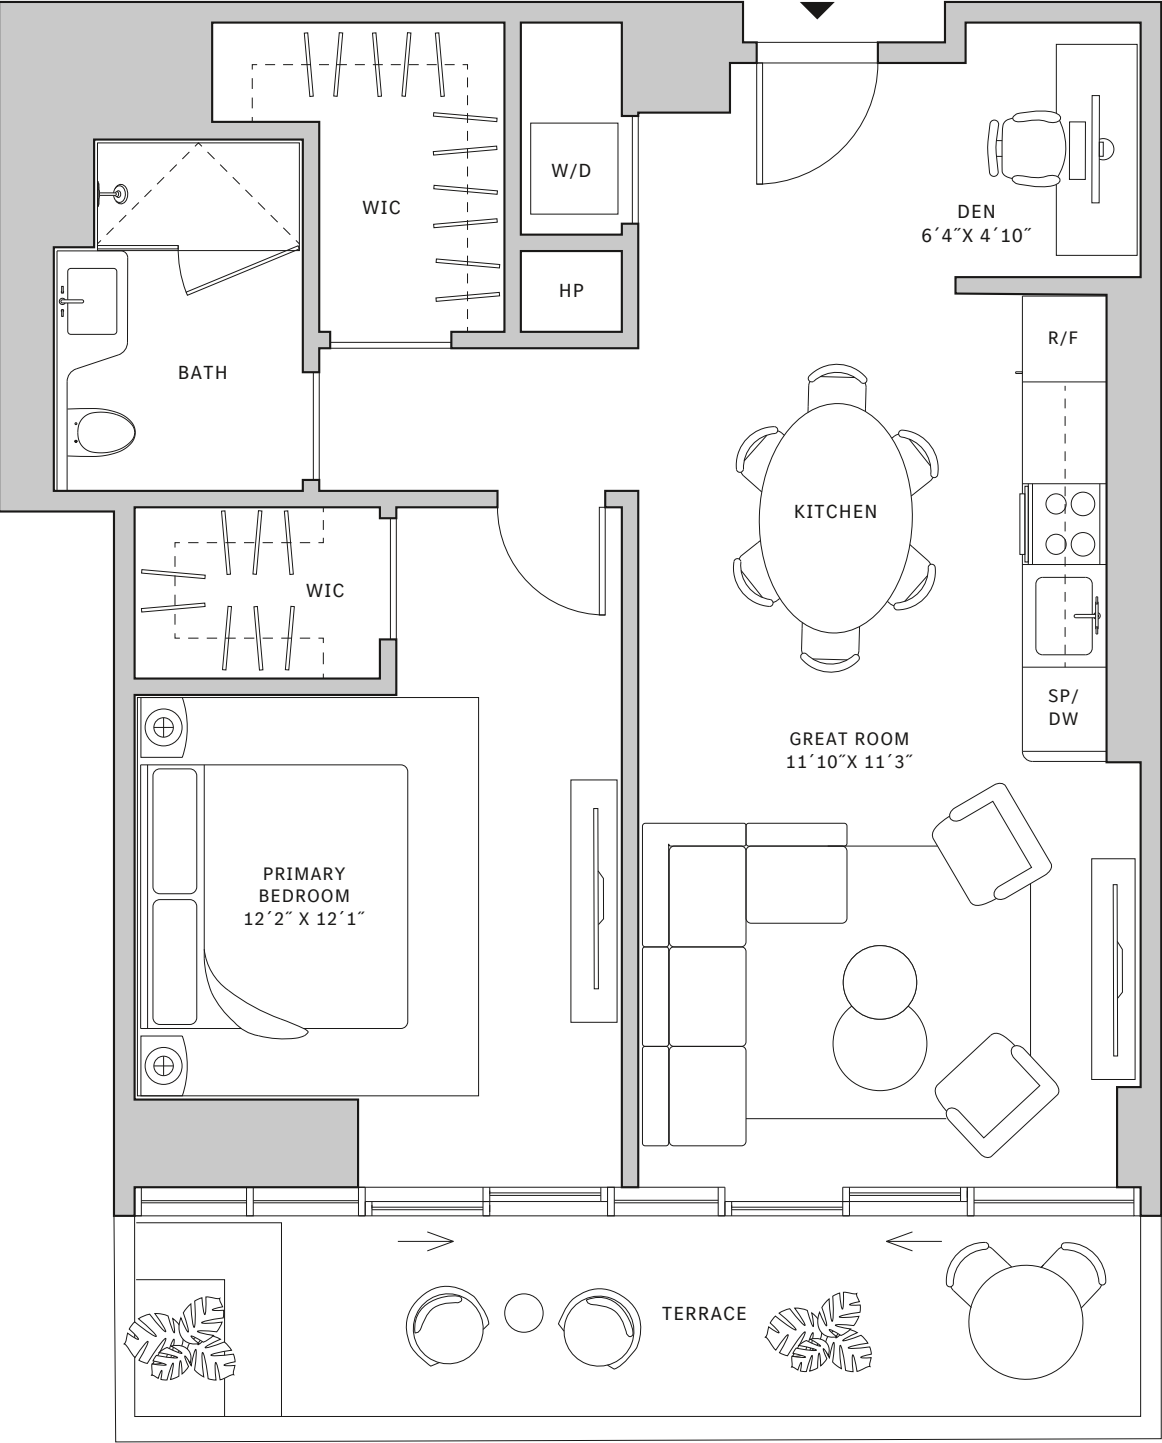 W/D
WIC
DEN
6´4˝X 4´10˝
HP
R/F
BATH
KITCHEN
WIC
SP/
DW
GREAT ROOM
11´10˝X 11´3˝
PRIMARY
BEDROOM
12´2˝ X 12´1˝
TERRACE